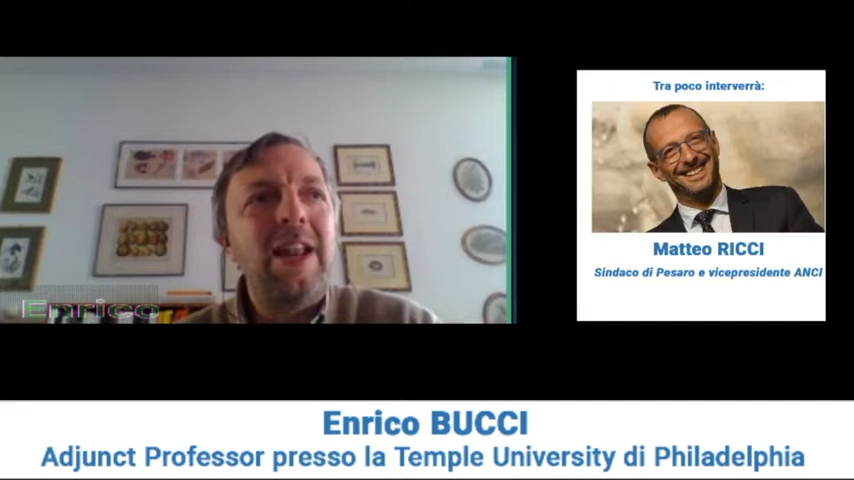 Tra poco interverrà:
Matteo RICCI
Sindaco di Pesaro e vicepresidente ANCI
Enrico
Enrico BUCCI
Adjunct Professor presso la Temple University di Philadelphia